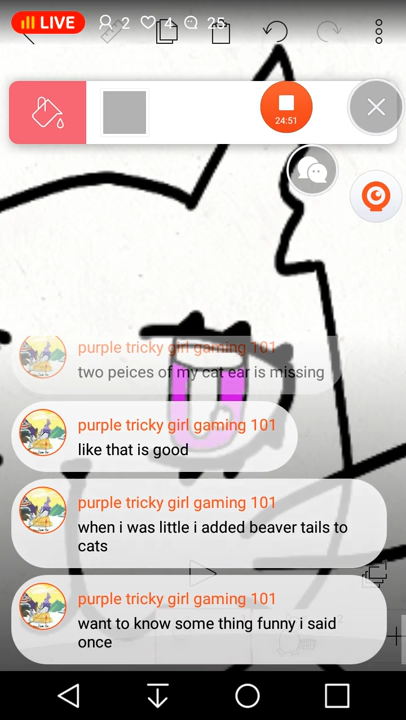 LIVE 2 4 25
24:51
purple tricky girl gaming 101
two peices of my cat ear is missing
purple tricky girl gaming 101
like that is good
purple tricky girl gaming 101
when i was little i added beaver tails to
cats
purple tricky girl gaming 101
want to know some thing funny i said
once